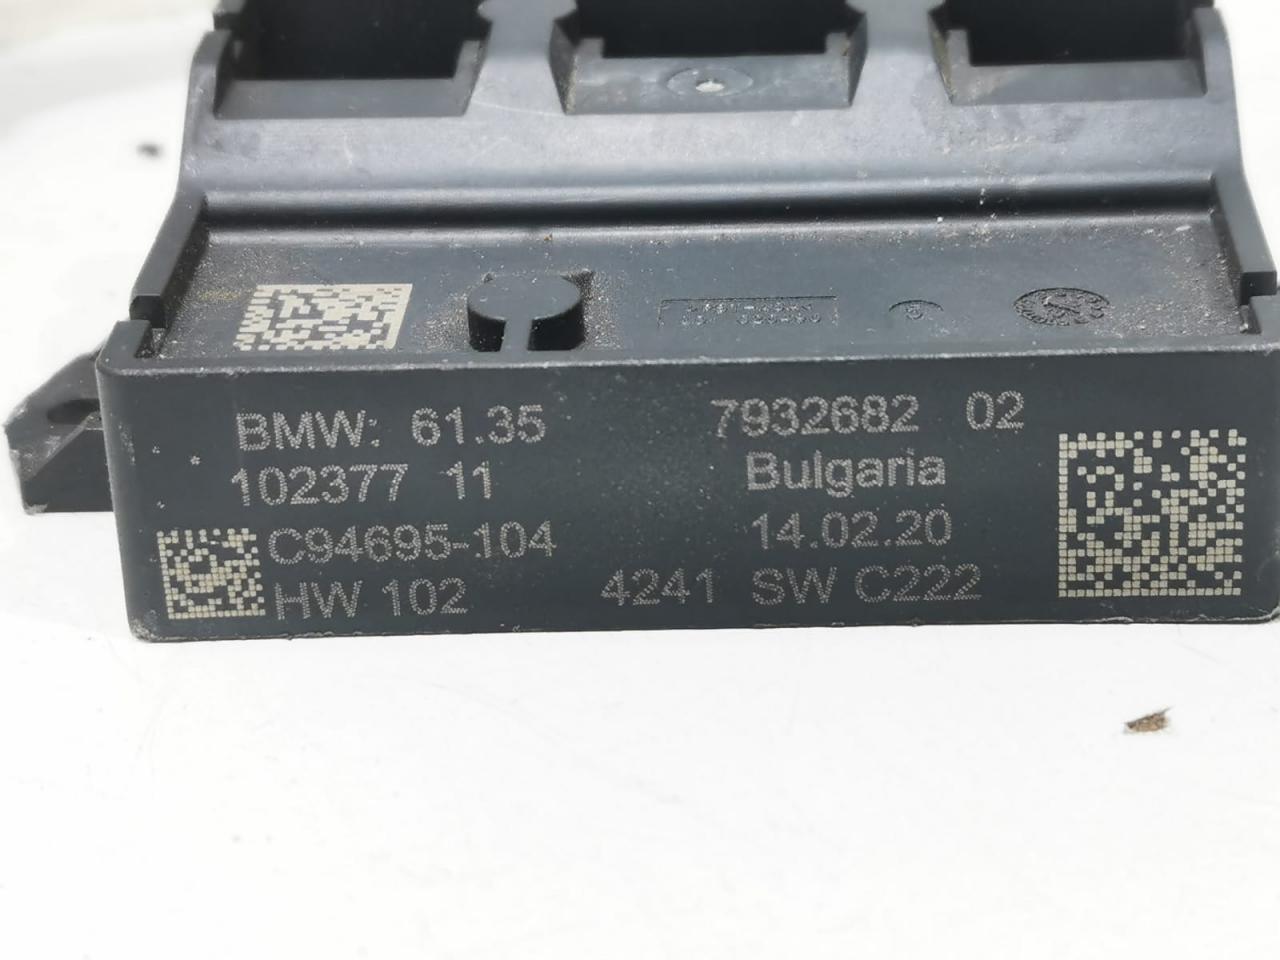 BMW: 61.35 7932682 02
102377 11 Bulgaria
C94695-104 14.02.20
HW 102 4241 SW C222